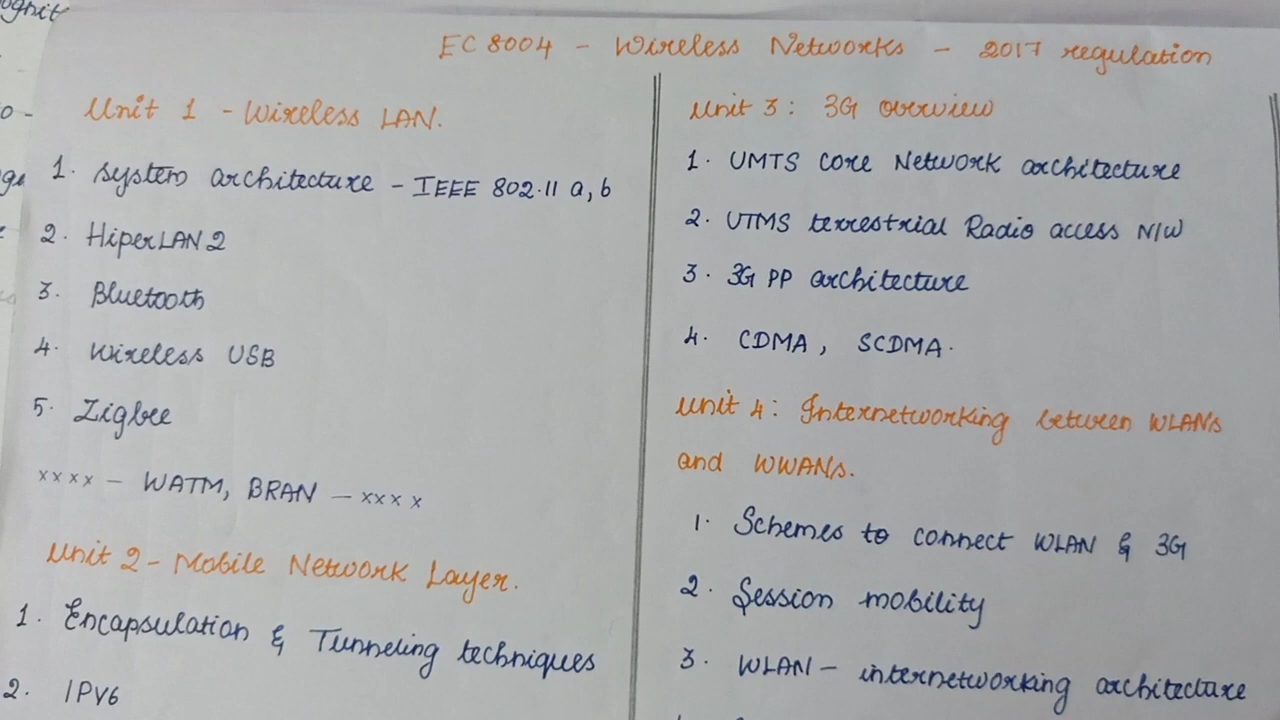 EC 8004 - Wireless Networks - 2017 regulation
Unit 1 - Wireless LAN.
1. System architecture - IEEE 802.11 a, b
2. HiperLAN 2
3. Bluetooth
4. Wireless USB
5. Zigbee
xxxx - WATM, BRAN - xxxx
Unit 2 - Mobile Network Layer.
1. Encapsulation & Tunneling techniques
2. IPV6
Unit 3: 3G overview
1. UMTS core Network architecture
2. UTMS terrestrial Radio access N/W
3. 3G PP architecture
4. CDMA, SCDMA.
Unit 4: Internetworking between WLANs
and WWANs.
1. Schemes to connect WLAN & 3G
2. Session mobility
3. WLAN - internetworking architecture